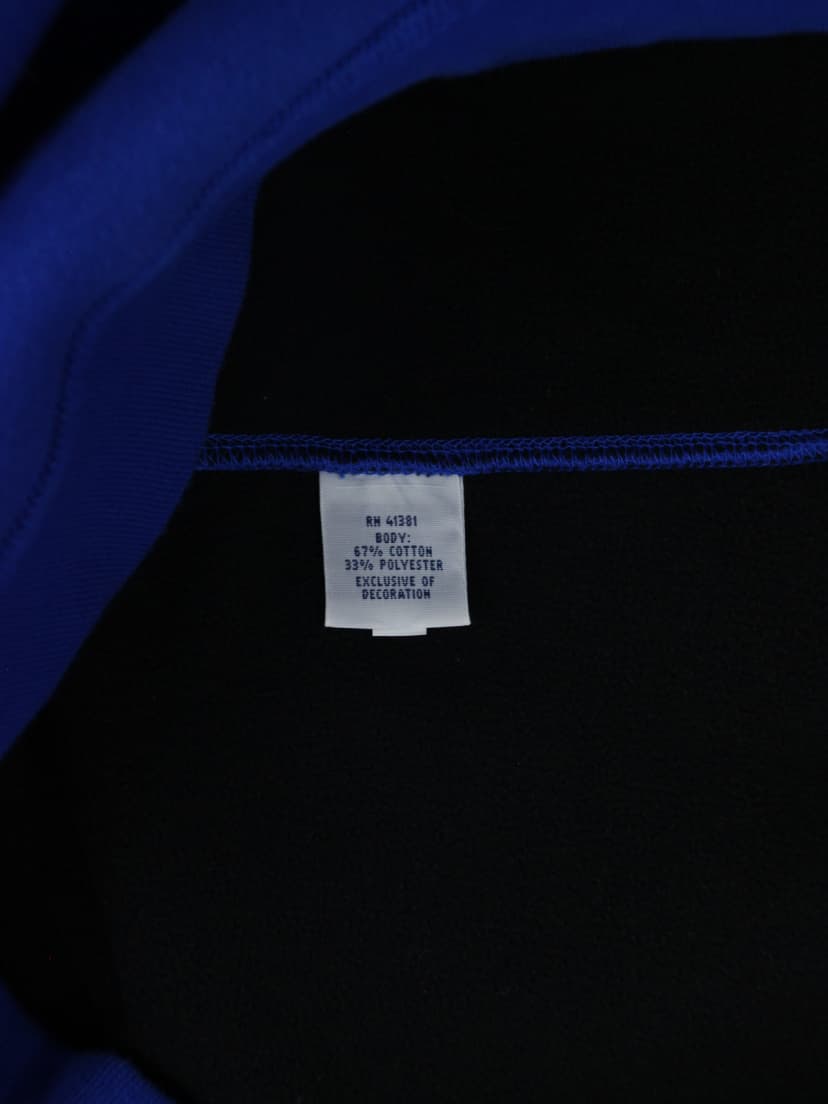 RN 41381
BODY:
67% COTTON
33% POLYESTER
EXCLUSIVE OF
DECORATION